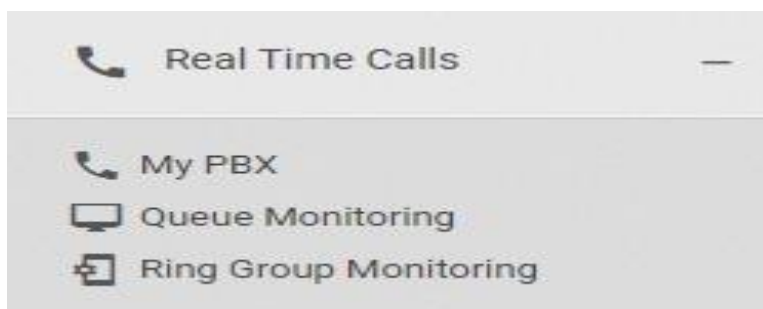 Real Time Calls
My PBX
Queue Monitoring
Ring Group Monitoring